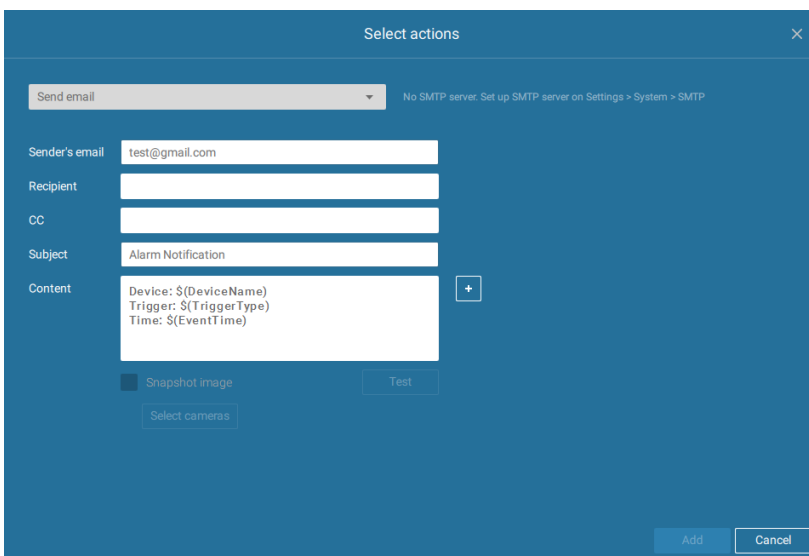 Select actions
Send email
No SMTP server. Set up SMTP server on Settings > System > SMTP
Sender's email
test@gmail.com
Recipient
CC
Subject
Alarm Notification
Content
Device: $(DeviceName)
Trigger: $(TriggerType)
Time: $(EventTime)
+
Snapshot image
Test
Select cameras
Add
Cancel